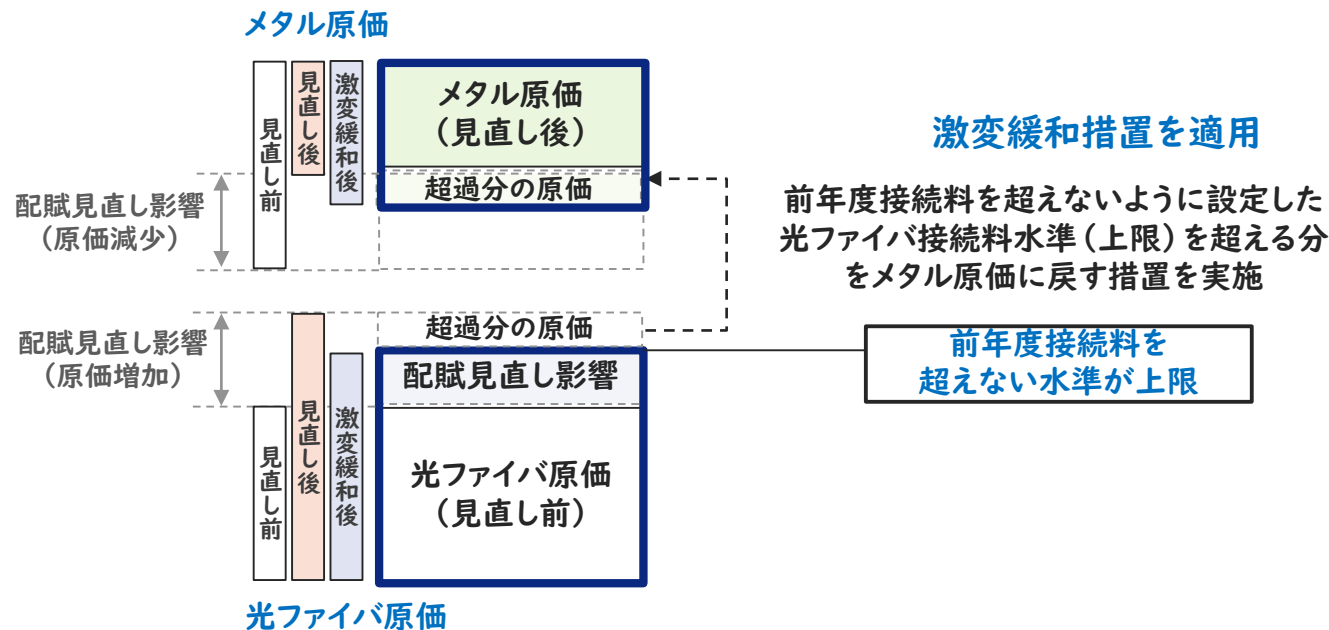 メタル原価
見直し前
見直し後
激変緩和後
メタル原価
（見直し後）
超過分の原価
配賦見直し影響
（原価減少）
激変緩和措置を適用
前年度接続料を超えないように設定した
光ファイバ接続料水準（上限）を超える分
をメタル原価に戻す措置を実施
配賦見直し影響
（原価増加）
見直し前
見直し後
激変緩和後
超過分の原価
配賦見直し影響
光ファイバ原価
（見直し前）
前年度接続料を
超えない水準が上限
光ファイバ原価